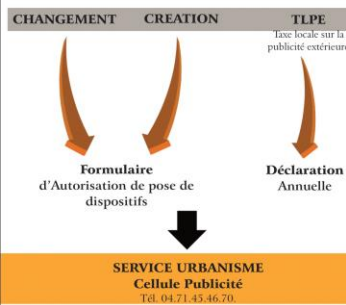 CHANGEMENT CREATION TLPE
Taxe locale sur la
publicité extérieure
Formulaire
d'Autorisation de pose de
dispositifs
Déclaration
Annuelle
SERVICE URBANISME
Cellule Publicité
Tél. 04.71.45.46.70.